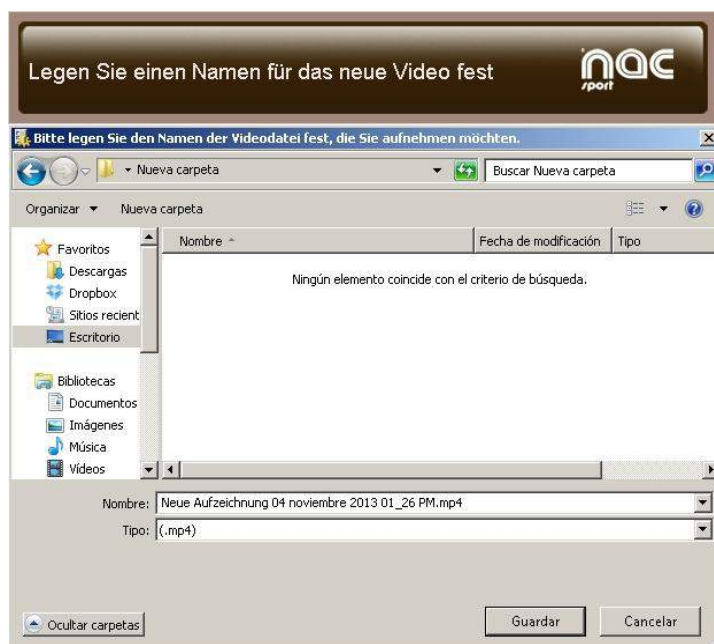 Legen Sie einen Namen für das neue Video fest
nac
sport
Bitte legen Sie den Namen der Videodatei fest, die Sie aufnehmen möchten.
Nueva carpeta
Buscar Nueva carpeta
Organizar
Nueva carpeta
Favoritos
Descargas
Dropbox
Sitios recient
Escritorio
Bibliotecas
Documentos
Imágenes
Música
Vídeos
Nombre
Fecha de modificación
Tipo
Ningún elemento coincide con el criterio de búsqueda.
Nombre: Neue Aufzeichnung 04 noviembre 2013 01_26 PM.mp4
Tipo: (.mp4)
Ocultar carpetas
Guardar
Cancelar